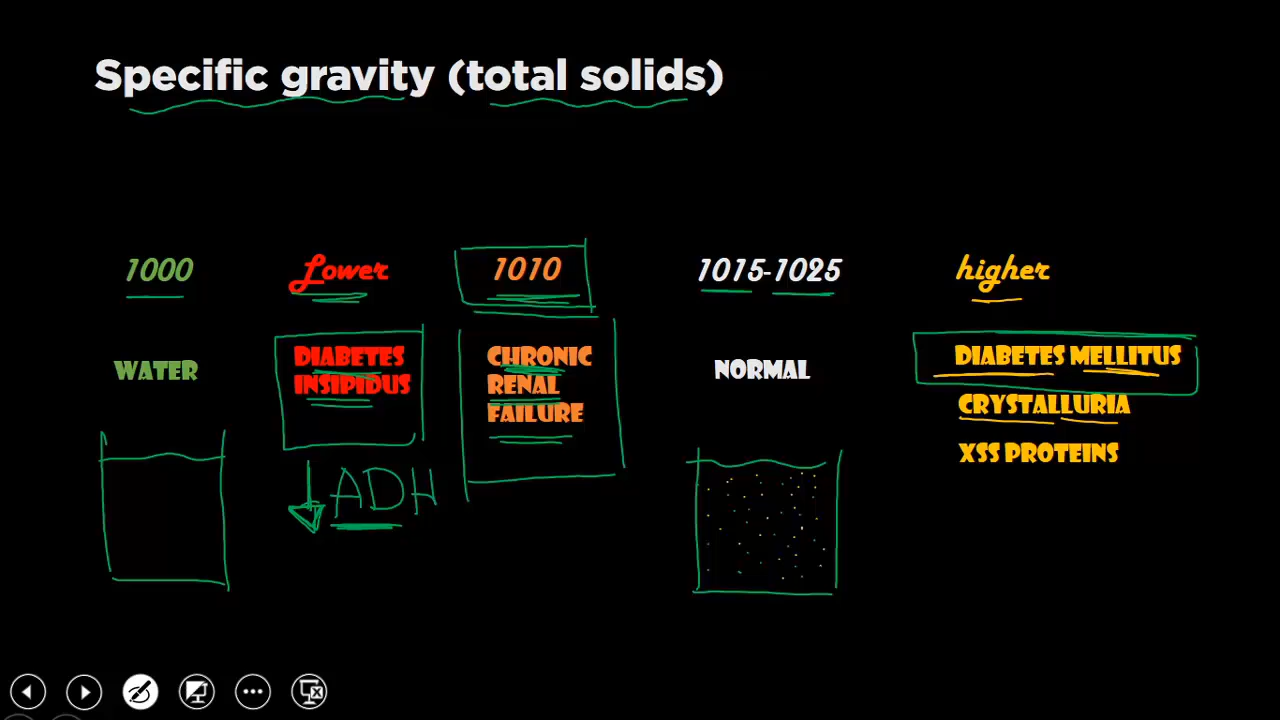 Specific gravity (total solids)
1000
Lower
1010
1015-1025
higher
WATER
DIABETES
INSIPIDUS
CHRONIC
RENAL
FAILURE
NORMAL
DIABETES MELLITUS
CRYSTALLURIA
XSS PROTEINS
ADH